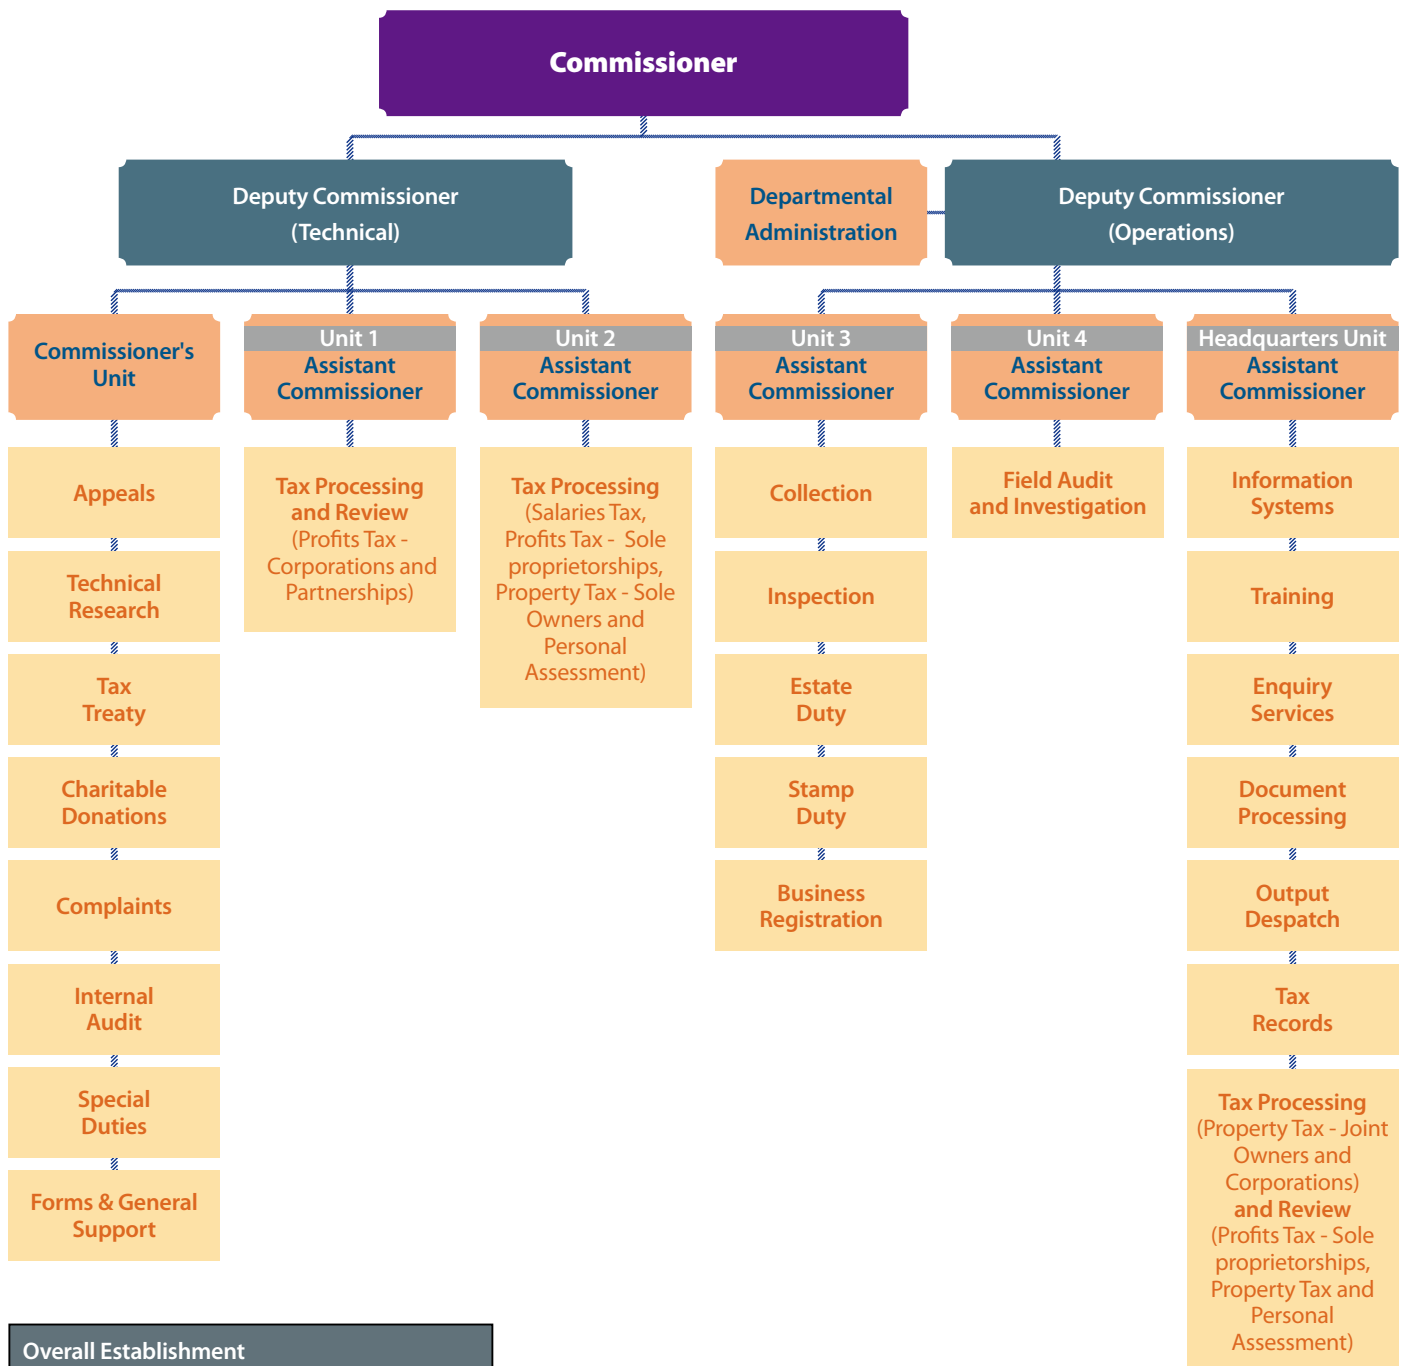 Commissioner
Deputy Commissioner
(Technical)
Departmental
Administration
Deputy Commissioner
(Operations)
Commissioner's
Unit
Unit 1
Assistant
Commissioner
Unit 2
Assistant
Commissioner
Unit 3
Assistant
Commissioner
Unit 4
Assistant
Commissioner
Headquarters Unit
Assistant
Commissioner
Appeals
Technical
Research
Tax
Treaty
Charitable
Donations
Complaints
Internal
Audit
Special
Duties
Forms & General
Support
Tax Processing
and Review
(Profits Tax -
Corporations and
Partnerships)
Tax Processing
(Salaries Tax,
Profits Tax - Sole
proprietorships,
Property Tax - Sole
Owners and
Personal
Assessment)
Collection
Inspection
Estate
Duty
Stamp
Duty
Business
Registration
Field Audit
and Investigation
Information
Systems
Training
Enquiry
Services
Document
Processing
Output
Despatch
Tax
Records
Tax Processing
(Property Tax - Joint
Owners and
Corporations)
and Review
(Profits Tax - Sole
proprietorships,
Property Tax and
Personal
Assessment)
Overall Establishment